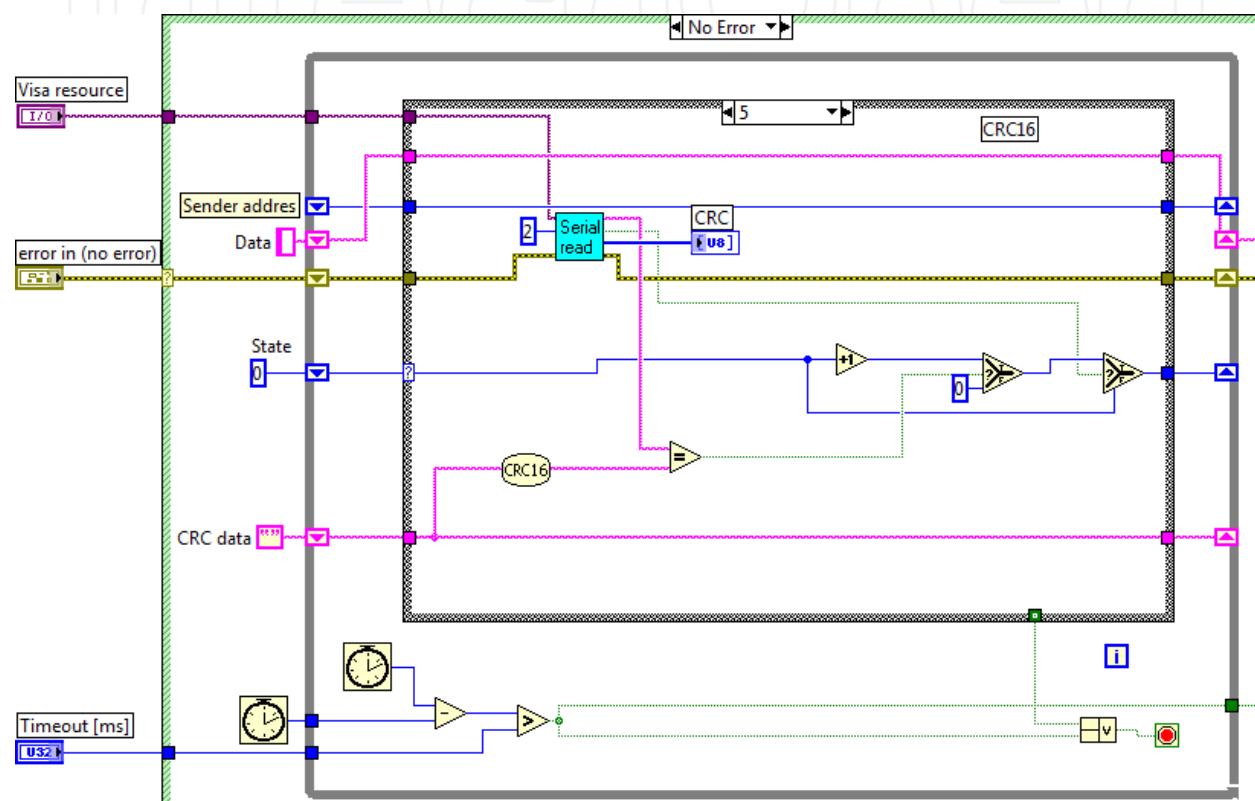 No Error
Visa resource
I/O
5
CRC16
Sender addres
2
Serial
read
CRC
U8
Data
error in (no error)
?
State
0
?
+1
?
T
F
0
?
T
F
=
CRC16
CRC data
""
i
-
>
Timeout [ms]
U32
v